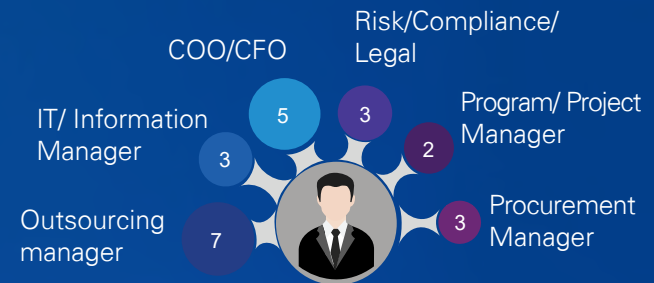 Risk/Compliance/
Legal
COO/CFO
5
3
IT/ Information
Manager
3
Program/ Project
Manager
2
Outsourcing
manager
7
Procurement
Manager
3